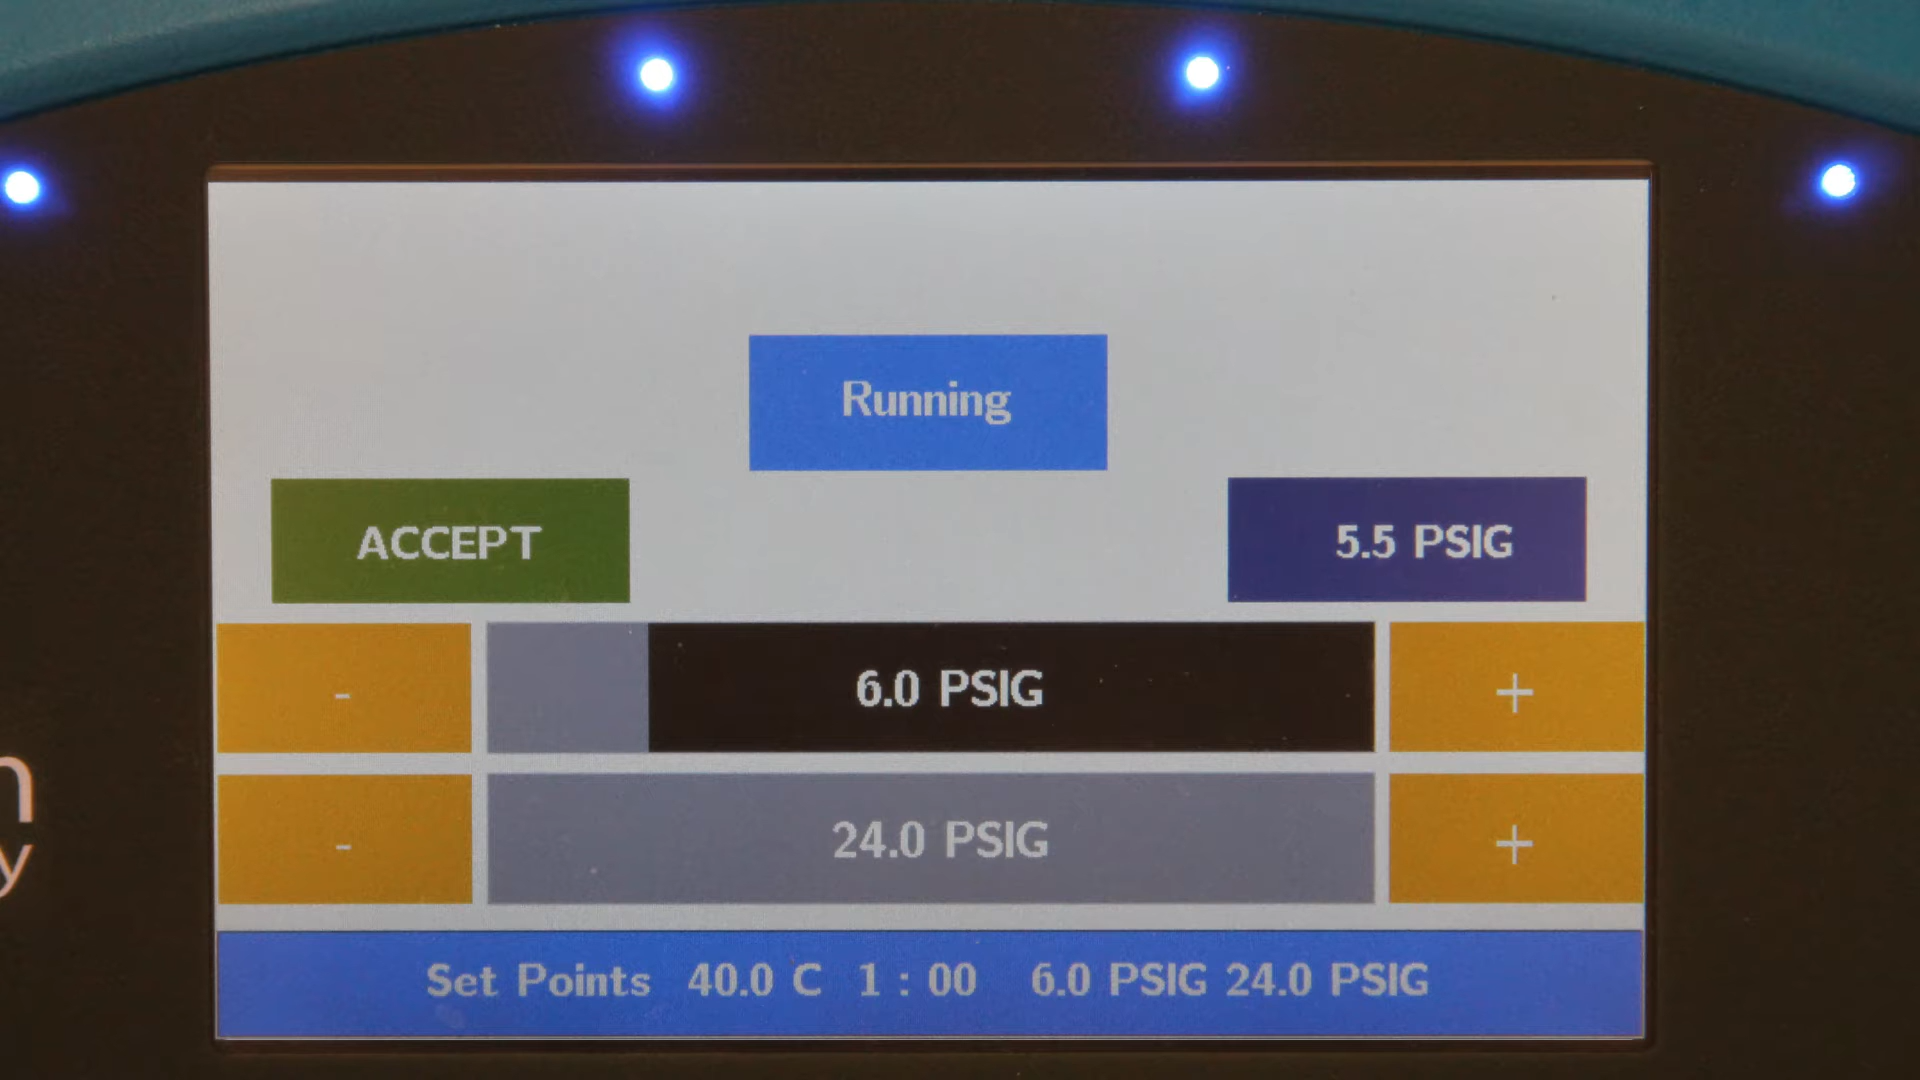 Running
ACCEPT
5.5 PSIG
- 6.0 PSIG +
- 24.0 PSIG +
Set Points 40.0 C 1 : 00 6.0 PSIG 24.0 PSIG